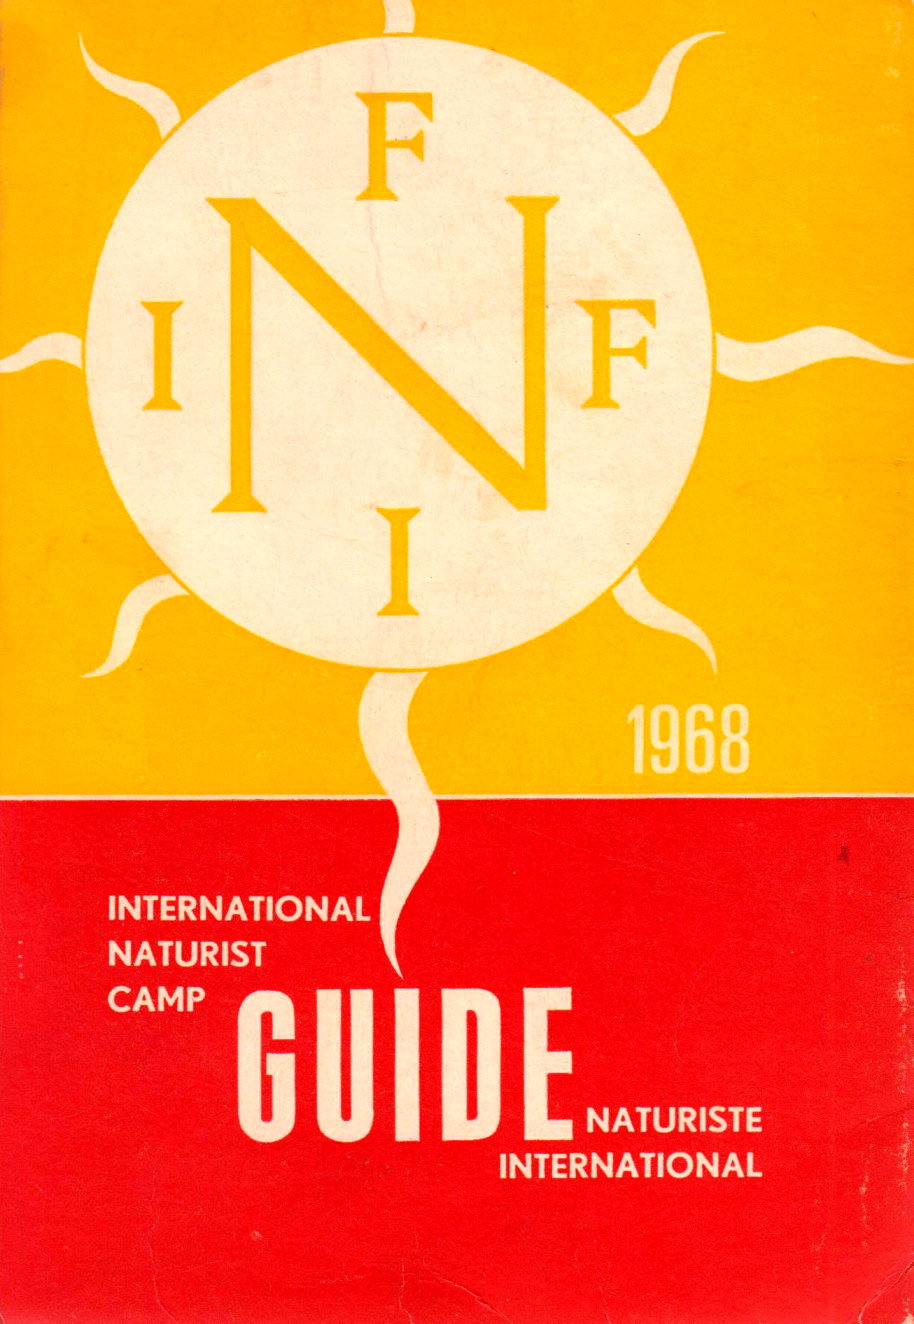 F
I N F
I
1968
INTERNATIONAL
NATURIST
CAMP
GUIDE
NATURISTE
INTERNATIONAL